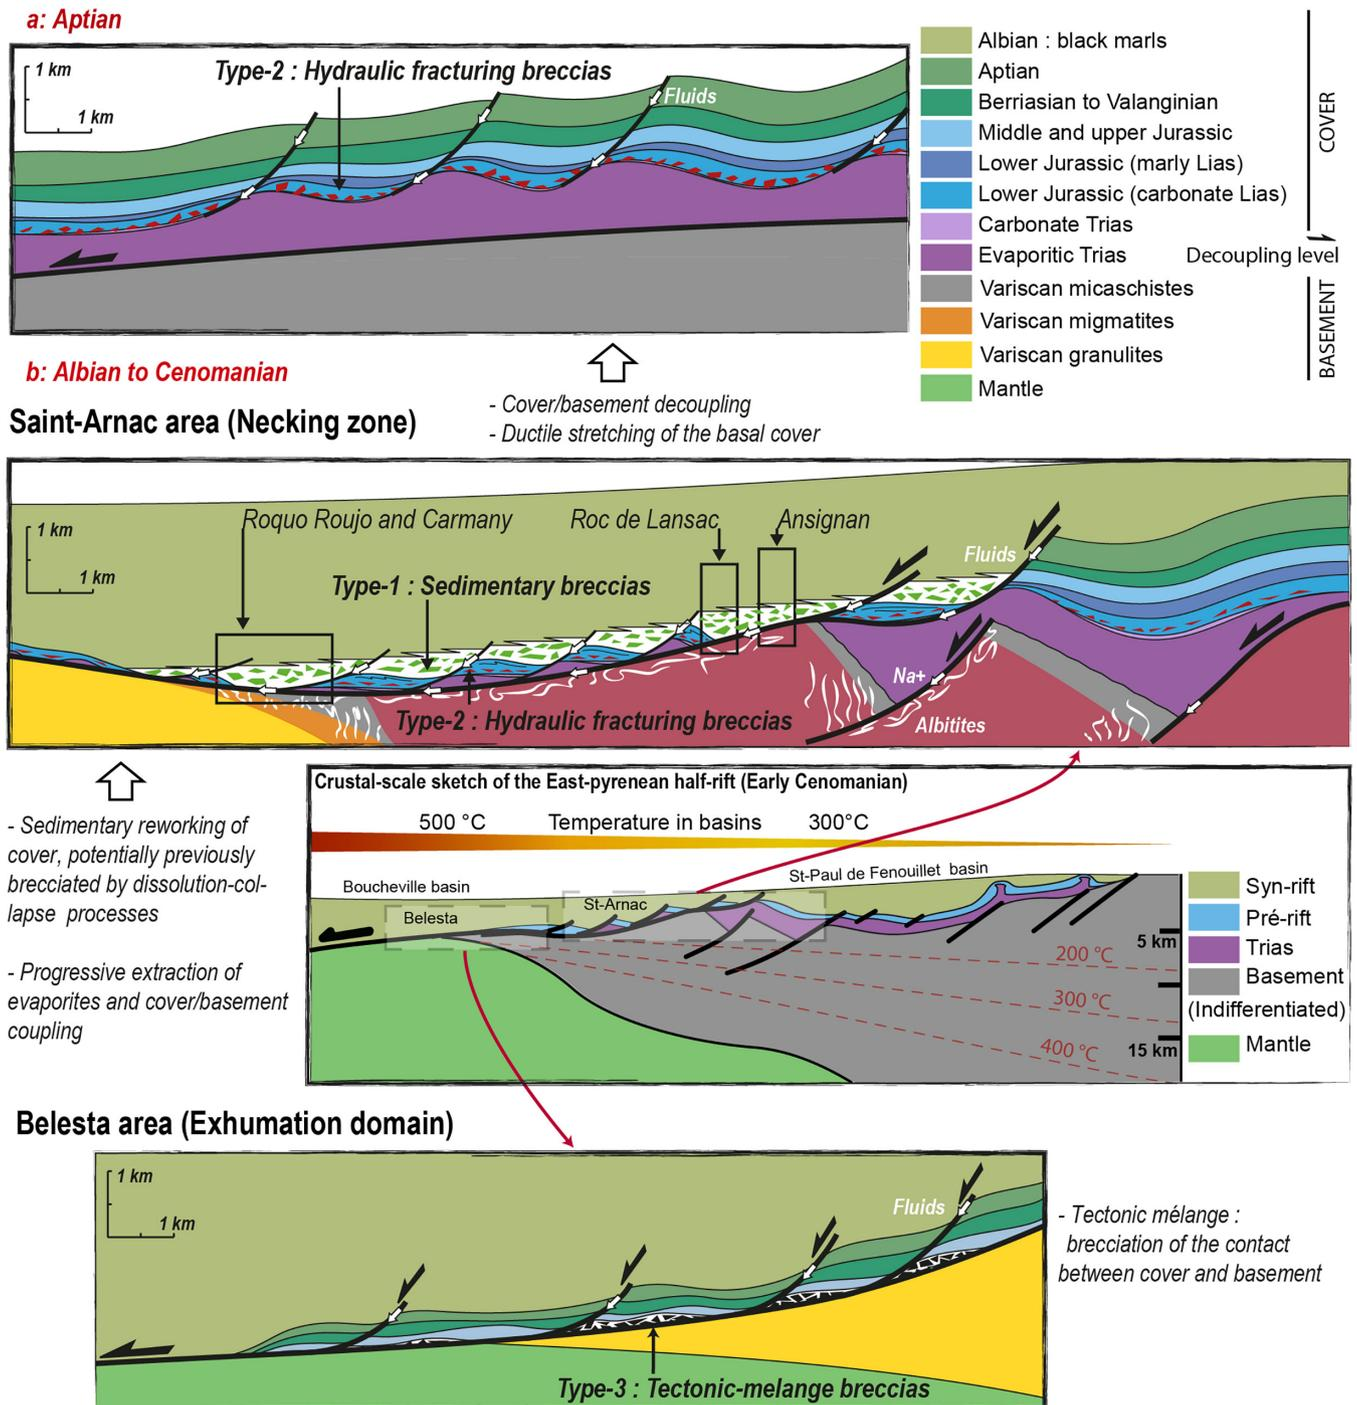 a: Aptian
1 km
1 km
Type-2 : Hydraulic fracturing breccias
Fluids
Albian : black marls
Aptian
Berriasian to Valanginian
Middle and upper Jurassic
Lower Jurassic (marly Lias)
Lower Jurassic (carbonate Lias)
Carbonate Trias
Evaporitic Trias
Variscan micaschistes
Variscan migmatites
Variscan granulites
Mantle
COVER
Decoupling level
BASEMENT
b: Albian to Cenomanian
Saint-Arnac area (Necking zone)
- Cover/basement decoupling
- Ductile stretching of the basal cover
1 km
1 km
Roquo Roujo and Carmany
Roc de Lansac
Ansignan
Type-1 : Sedimentary breccias
Fluids
Na+
Type-2 : Hydraulic fracturing breccias
Albitites
- Sedimentary reworking of
cover, potentially previously
brecciated by dissolution-col-
lapse processes
- Progressive extraction of
evaporites and cover/basement
coupling
Crustal-scale sketch of the East-pyrenean half-rift (Early Cenomanian)
500 °C
Temperature in basins
300°C
Boucheville basin
St-Paul de Fenouillet basin
Belesta
St-Arnac
5 km
200 °C
300 °C
400 °C
15 km
Syn-rift
Pré-rift
Trias
Basement
(Indifferentiated)
Mantle
Belesta area (Exhumation domain)
1 km
1 km
Fluids
Type-3 : Tectonic-melange breccias
- Tectonic mélange :
brecciation of the contact
between cover and basement